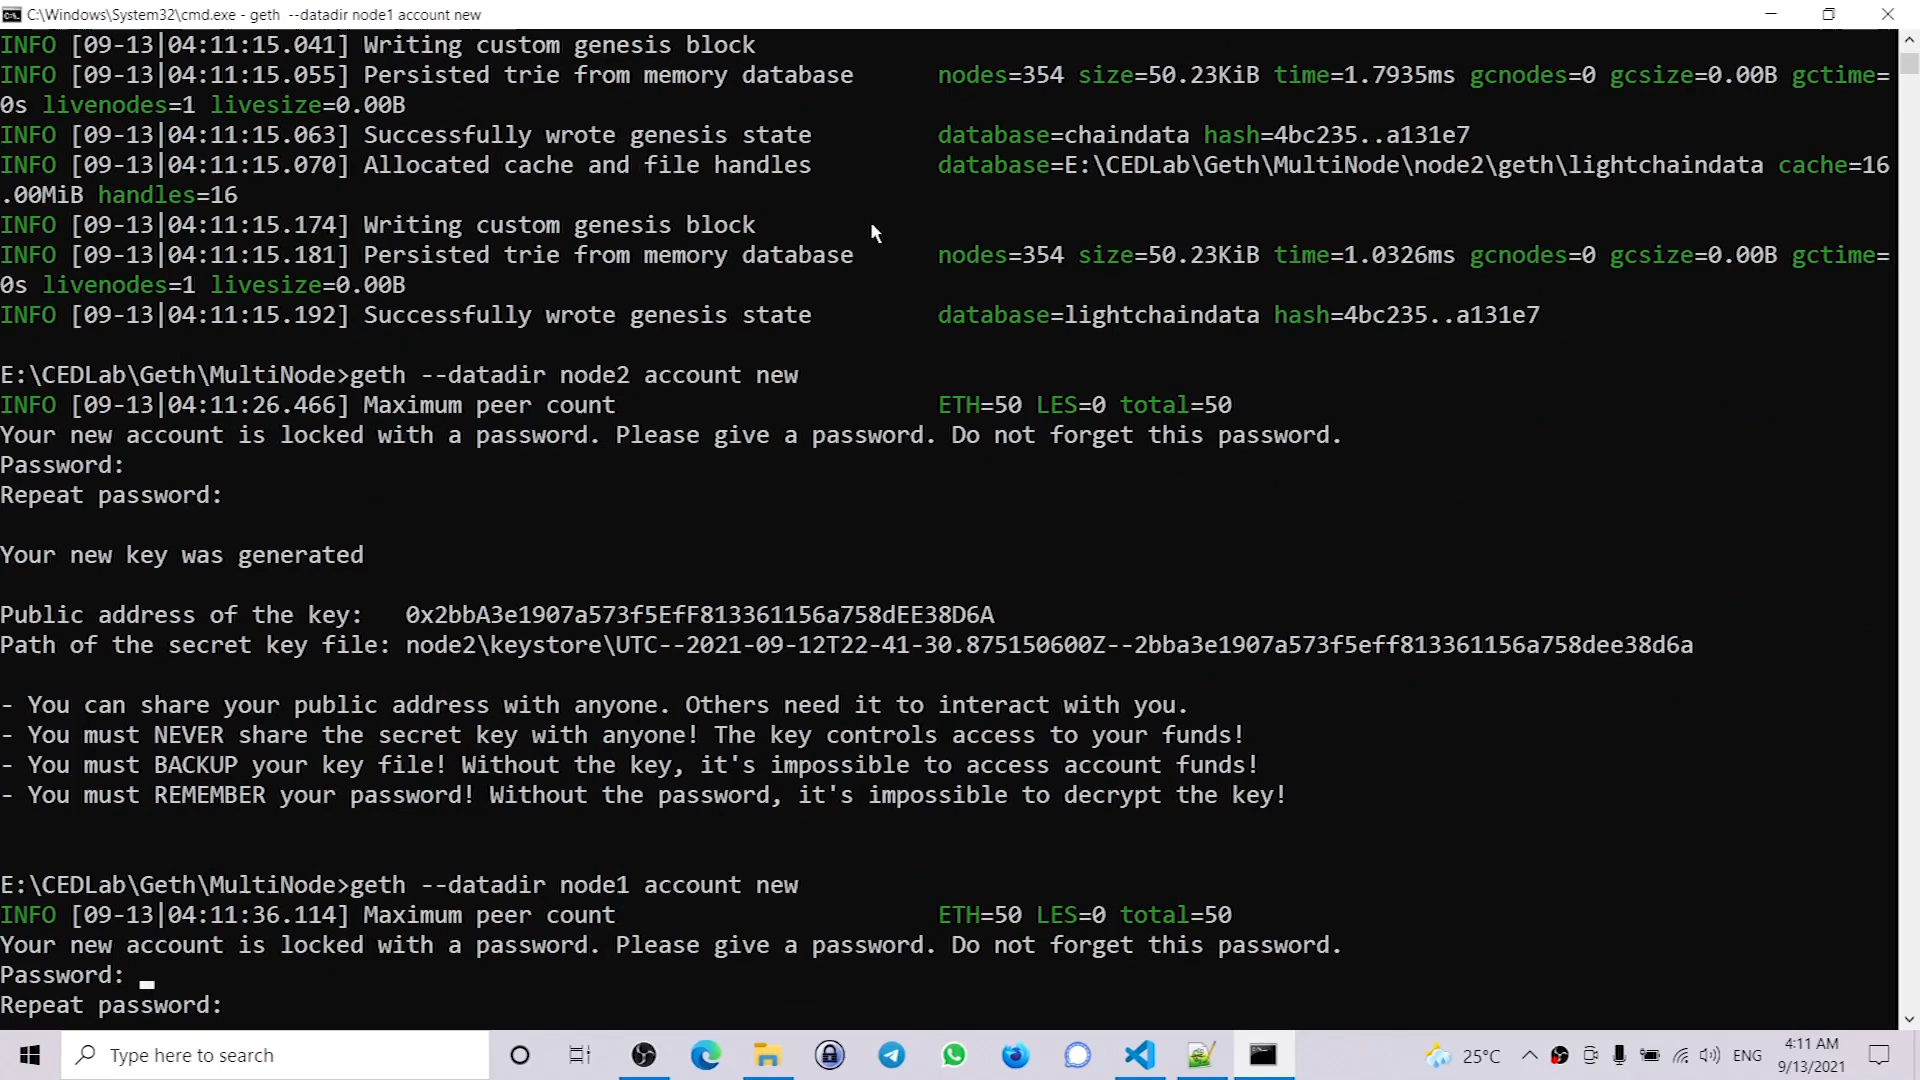 C:\Windows\System32\cmd.exe - geth  --datadir node1 account new
INFO [09-13|04:11:15.041] Writing custom genesis block
INFO [09-13|04:11:15.055] Persisted trie from memory database      nodes=354 size=50.23KiB time=1.7935ms gcnodes=0 gcsize=0.00B gctime=
0s livenodes=1 livesize=0.00B
INFO [09-13|04:11:15.063] Successfully wrote genesis state         database=chaindata hash=4bc235..a131e7
INFO [09-13|04:11:15.070] Allocated cache and file handles         database=E:\CEDLab\Geth\MultiNode\node2\geth\lightchaindata cache=16
.00MiB handles=16
INFO [09-13|04:11:15.174] Writing custom genesis block
INFO [09-13|04:11:15.181] Persisted trie from memory database      nodes=354 size=50.23KiB time=1.0326ms gcnodes=0 gcsize=0.00B gctime=
0s livenodes=1 livesize=0.00B
INFO [09-13|04:11:15.192] Successfully wrote genesis state         database=lightchaindata hash=4bc235..a131e7
E:\CEDLab\Geth\MultiNode>geth --datadir node2 account new
INFO [09-13|04:11:26.466] Maximum peer count                       ETH=50 LES=0 total=50
Your new account is locked with a password. Please give a password. Do not forget this password.
Password:
Repeat password:
Your new key was generated
Public address of the key:   0x2bbA3e1907a573f5EfF813361156a758dEE38D6A
Path of the secret key file: node2\keystore\UTC--2021-09-12T22-41-30.875150600Z--2bba3e1907a573f5eff813361156a758dee38d6a
- You can share your public address with anyone. Others need it to interact with you.
- You must NEVER share the secret key with anyone! The key controls access to your funds!
- You must BACKUP your key file! Without the key, it's impossible to access account funds!
- You must REMEMBER your password! Without the password, it's impossible to decrypt the key!
E:\CEDLab\Geth\MultiNode>geth --datadir node1 account new
INFO [09-13|04:11:36.114] Maximum peer count                       ETH=50 LES=0 total=50
Your new account is locked with a password. Please give a password. Do not forget this password.
Password:
Repeat password:
Type here to search
25°C
ENG
4:11 AM
9/13/2021